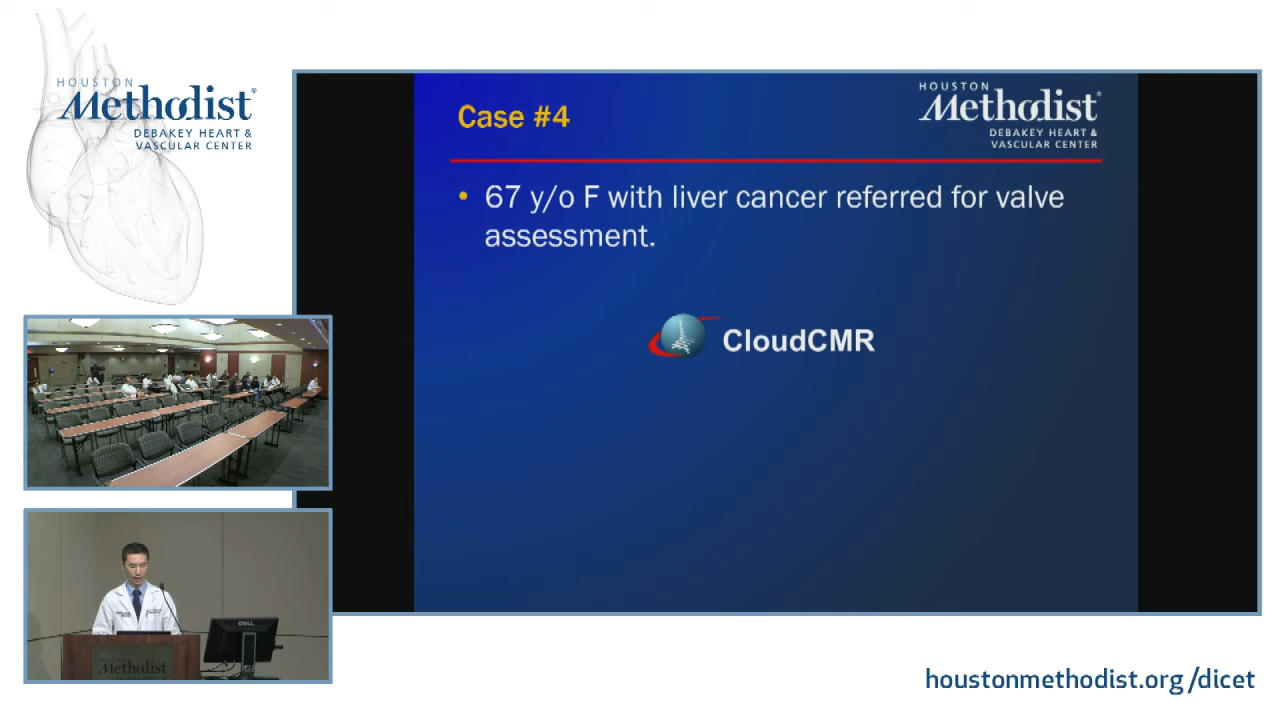 HOUSTON
Methodist®
DEBAKEY HEART &
VASCULAR CENTER
Case #4
HOUSTON
Methodist®
DEBAKEY HEART &
VASCULAR CENTER
• 67 y/o F with liver cancer referred for valve
assessment.
CloudCMR
DELL
HOUSTON
Methodist
houstonmethodist.org/dicet